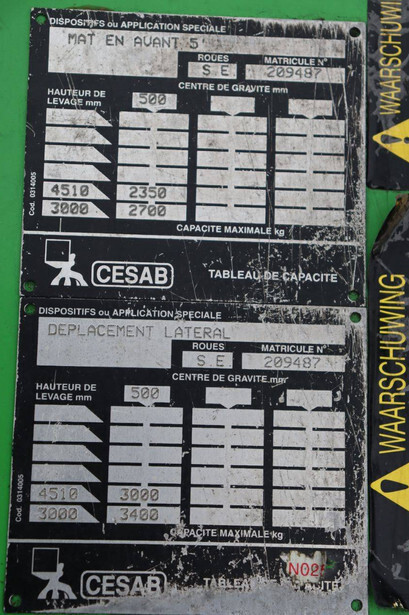 DISPOSITIFS ou APPLICATION SPECIALE
MAT EN AVANT 5°
ROUES MATRICULE N°
S.E 209487
HAUTEUR DE
LEVAGE mm
CENTRE DE GRAVITE mm
500
4510 2350
3000 2700
CAPACITE MAXIMALE kg
Cod. 0314005
CESAB TABLEAU DE CAPACITE
DISPOSITIFS ou APPLICATION SPECIALE
DEPLACEMENT LATERAL
ROUES MATRICULE N°
S.E 209487
HAUTEUR DE
LEVAGE mm
CENTRE DE GRAVITE mm
500
4510 3000
3000 3400
CAPACITE MAXIMALE kg
Cod. 0314005
CESAB
WAARSCHUWING
WAARSCHUWING